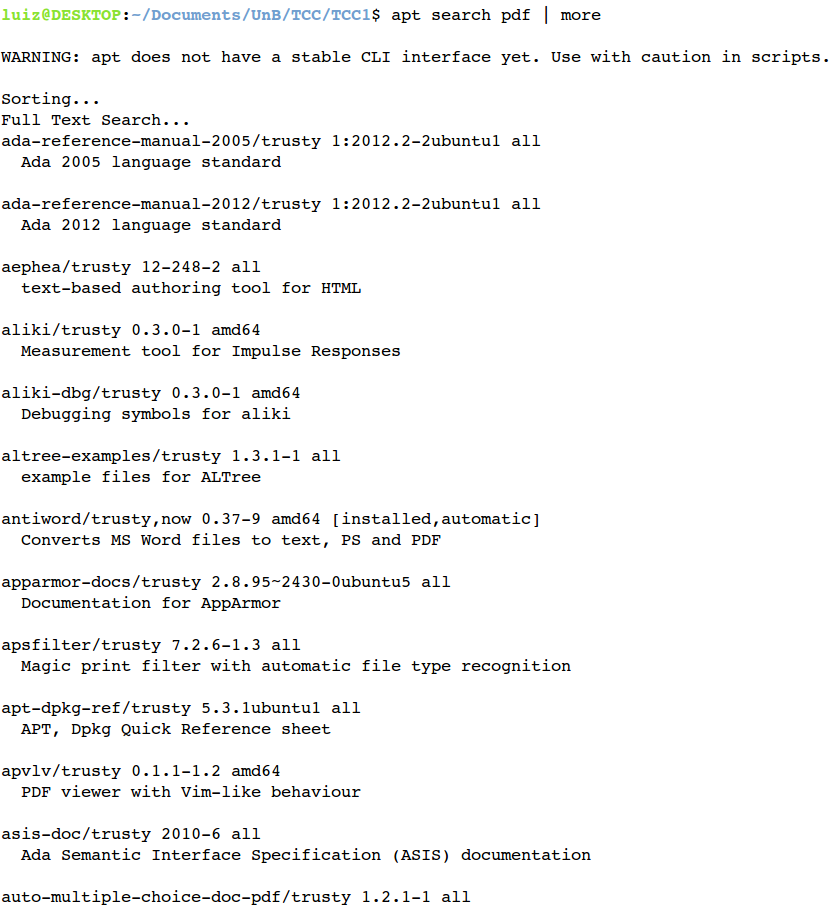 luiz@DESKTOP:~/Documents/UnB/TCC/TCC1$ apt search pdf | more
WARNING: apt does not have a stable CLI interface yet. Use with caution in scripts.
Sorting...
Full Text Search...
ada-reference-manual-2005/trusty 1:2012.2-2ubuntu1 all
Ada 2005 language standard
ada-reference-manual-2012/trusty 1:2012.2-2ubuntu1 all
Ada 2012 language standard
aephea/trusty 12-248-2 all
text-based authoring tool for HTML
aliki/trusty 0.3.0-1 amd64
Measurement tool for Impulse Responses
aliki-dbg/trusty 0.3.0-1 amd64
Debugging symbols for aliki
altree-examples/trusty 1.3.1-1 all
example files for ALTree
antiword/trusty,now 0.37-9 amd64 [installed,automatic]
Converts MS Word files to text, PS and PDF
apparmor-docs/trusty 2.8.95~2430-0ubuntu5 all
Documentation for AppArmor
apsfilter/trusty 7.2.6-1.3 all
Magic print filter with automatic file type recognition
apt-dpkg-ref/trusty 5.3.1ubuntu1 all
APT, Dpkg Quick Reference sheet
apvlv/trusty 0.1.1-1.2 amd64
PDF viewer with Vim-like behaviour
asis-doc/trusty 2010-6 all
Ada Semantic Interface Specification (ASIS) documentation
auto-multiple-choice-doc-pdf/trusty 1.2.1-1 all